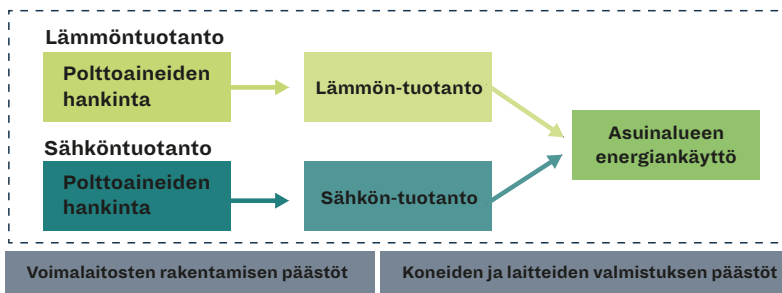 Lämmöntuotanto
Polttoaineiden
hankinta
Lämmön-tuotanto
Sähköntuotanto
Polttoaineiden
hankinta
Sähkön-tuotanto
Asuinalueen
energiankäyttö
Voimalaitosten rakentamisen päästöt
Koneiden ja laitteiden valmistuksen päästöt